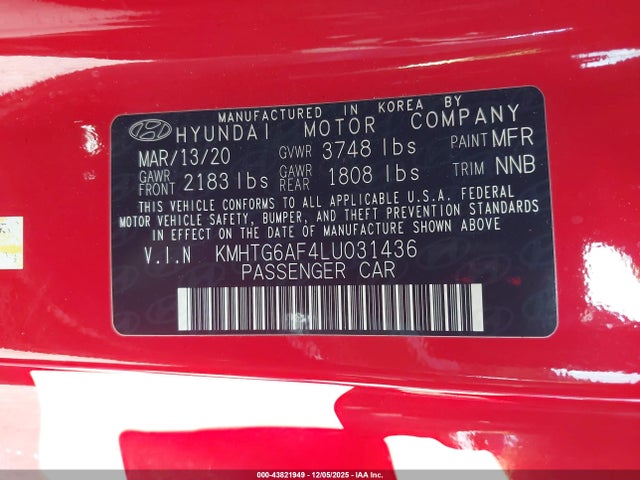 MANUFACTURED IN KOREA BY
HYUNDAI MOTOR COMPANY
MAR/13/20 GVWR 3748 lbs PAINT MFR
GAWR FRONT 2183 lbs GAWR REAR 1808 lbs TRIM NNB
THIS VEHICLE CONFORMS TO ALL APPLICABLE U.S.A. FEDERAL
MOTOR VEHICLE SAFETY, BUMPER, AND THEFT PREVENTION STANDARDS
IN EFFECT ON THE DATE OF MANUFACTURE SHOWN ABOVE.
V.I.N KMHTG6AF4LU031436
PASSENGER CAR
000-43821949 - 12/05/2025 - IAA, Inc.